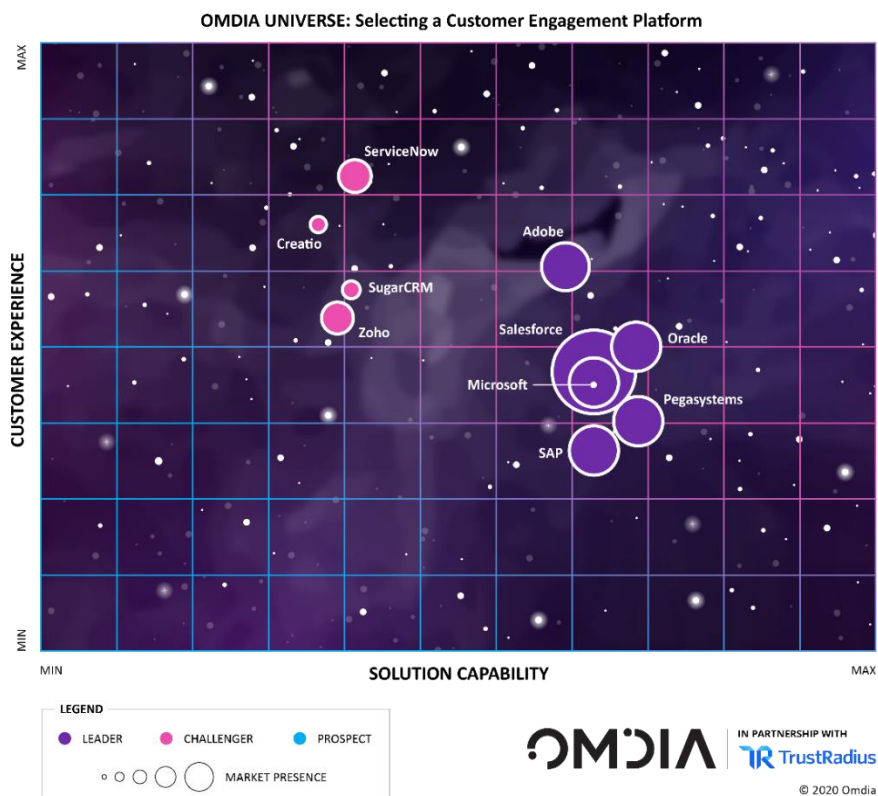 OMDIA UNIVERSE: Selecting a Customer Engagement Platform
MAX
ServiceNow
Creatio
Adobe
SugarCRM
Zoho
Salesforce
Oracle
Microsoft
Pegasystems
SAP
CUSTOMER EXPERIENCE
MIN
MIN
SOLUTION CAPABILITY
MAX
LEGEND
LEADER
CHALLENGER
PROSPECT
MARKET PRESENCE
OMDIA
IN PARTNERSHIP WITH
TrustRadius
© 2020 Omdia